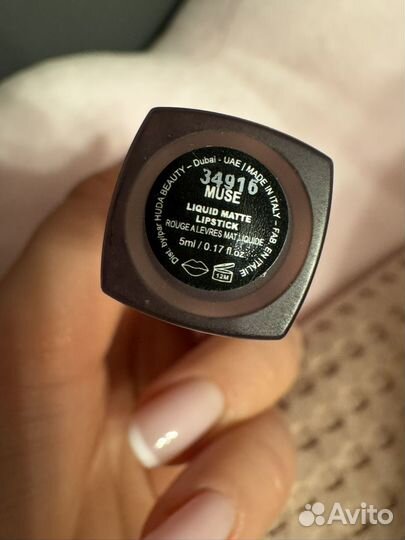 Dist by/par HUDA BEAUTY – Dubai - UAE | MADE IN ITALY - FAB EN ITALIE
34916
MUSE
LIQUID MATTE
LIPSTICK
ROUGE A LEVRES MAT LIQUIDE
5ml / 0.17 fl.oz
12M
Avito